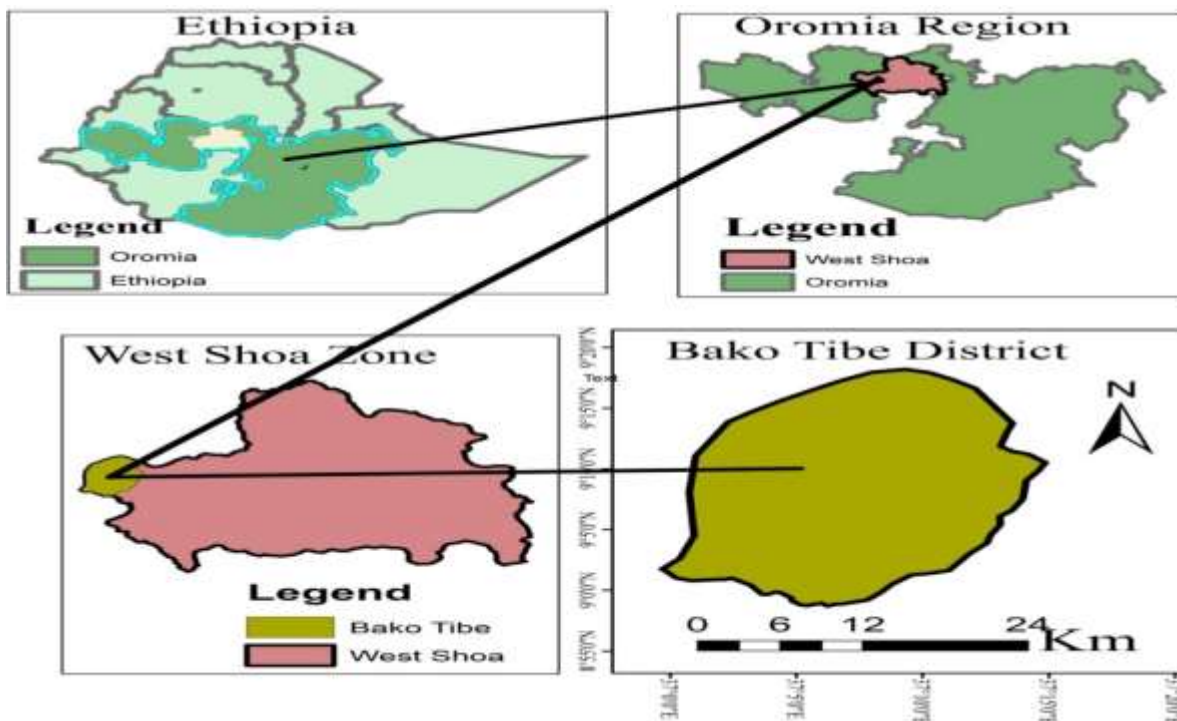 Ethiopia
Legend
Oromia
Ethiopia
Oromia Region
Legend
West Shoa
Oromia
West Shoa Zone
Legend
Bako Tibe
West Shoa
Bako Tibe District
Text
N
0 6 12 24
Km